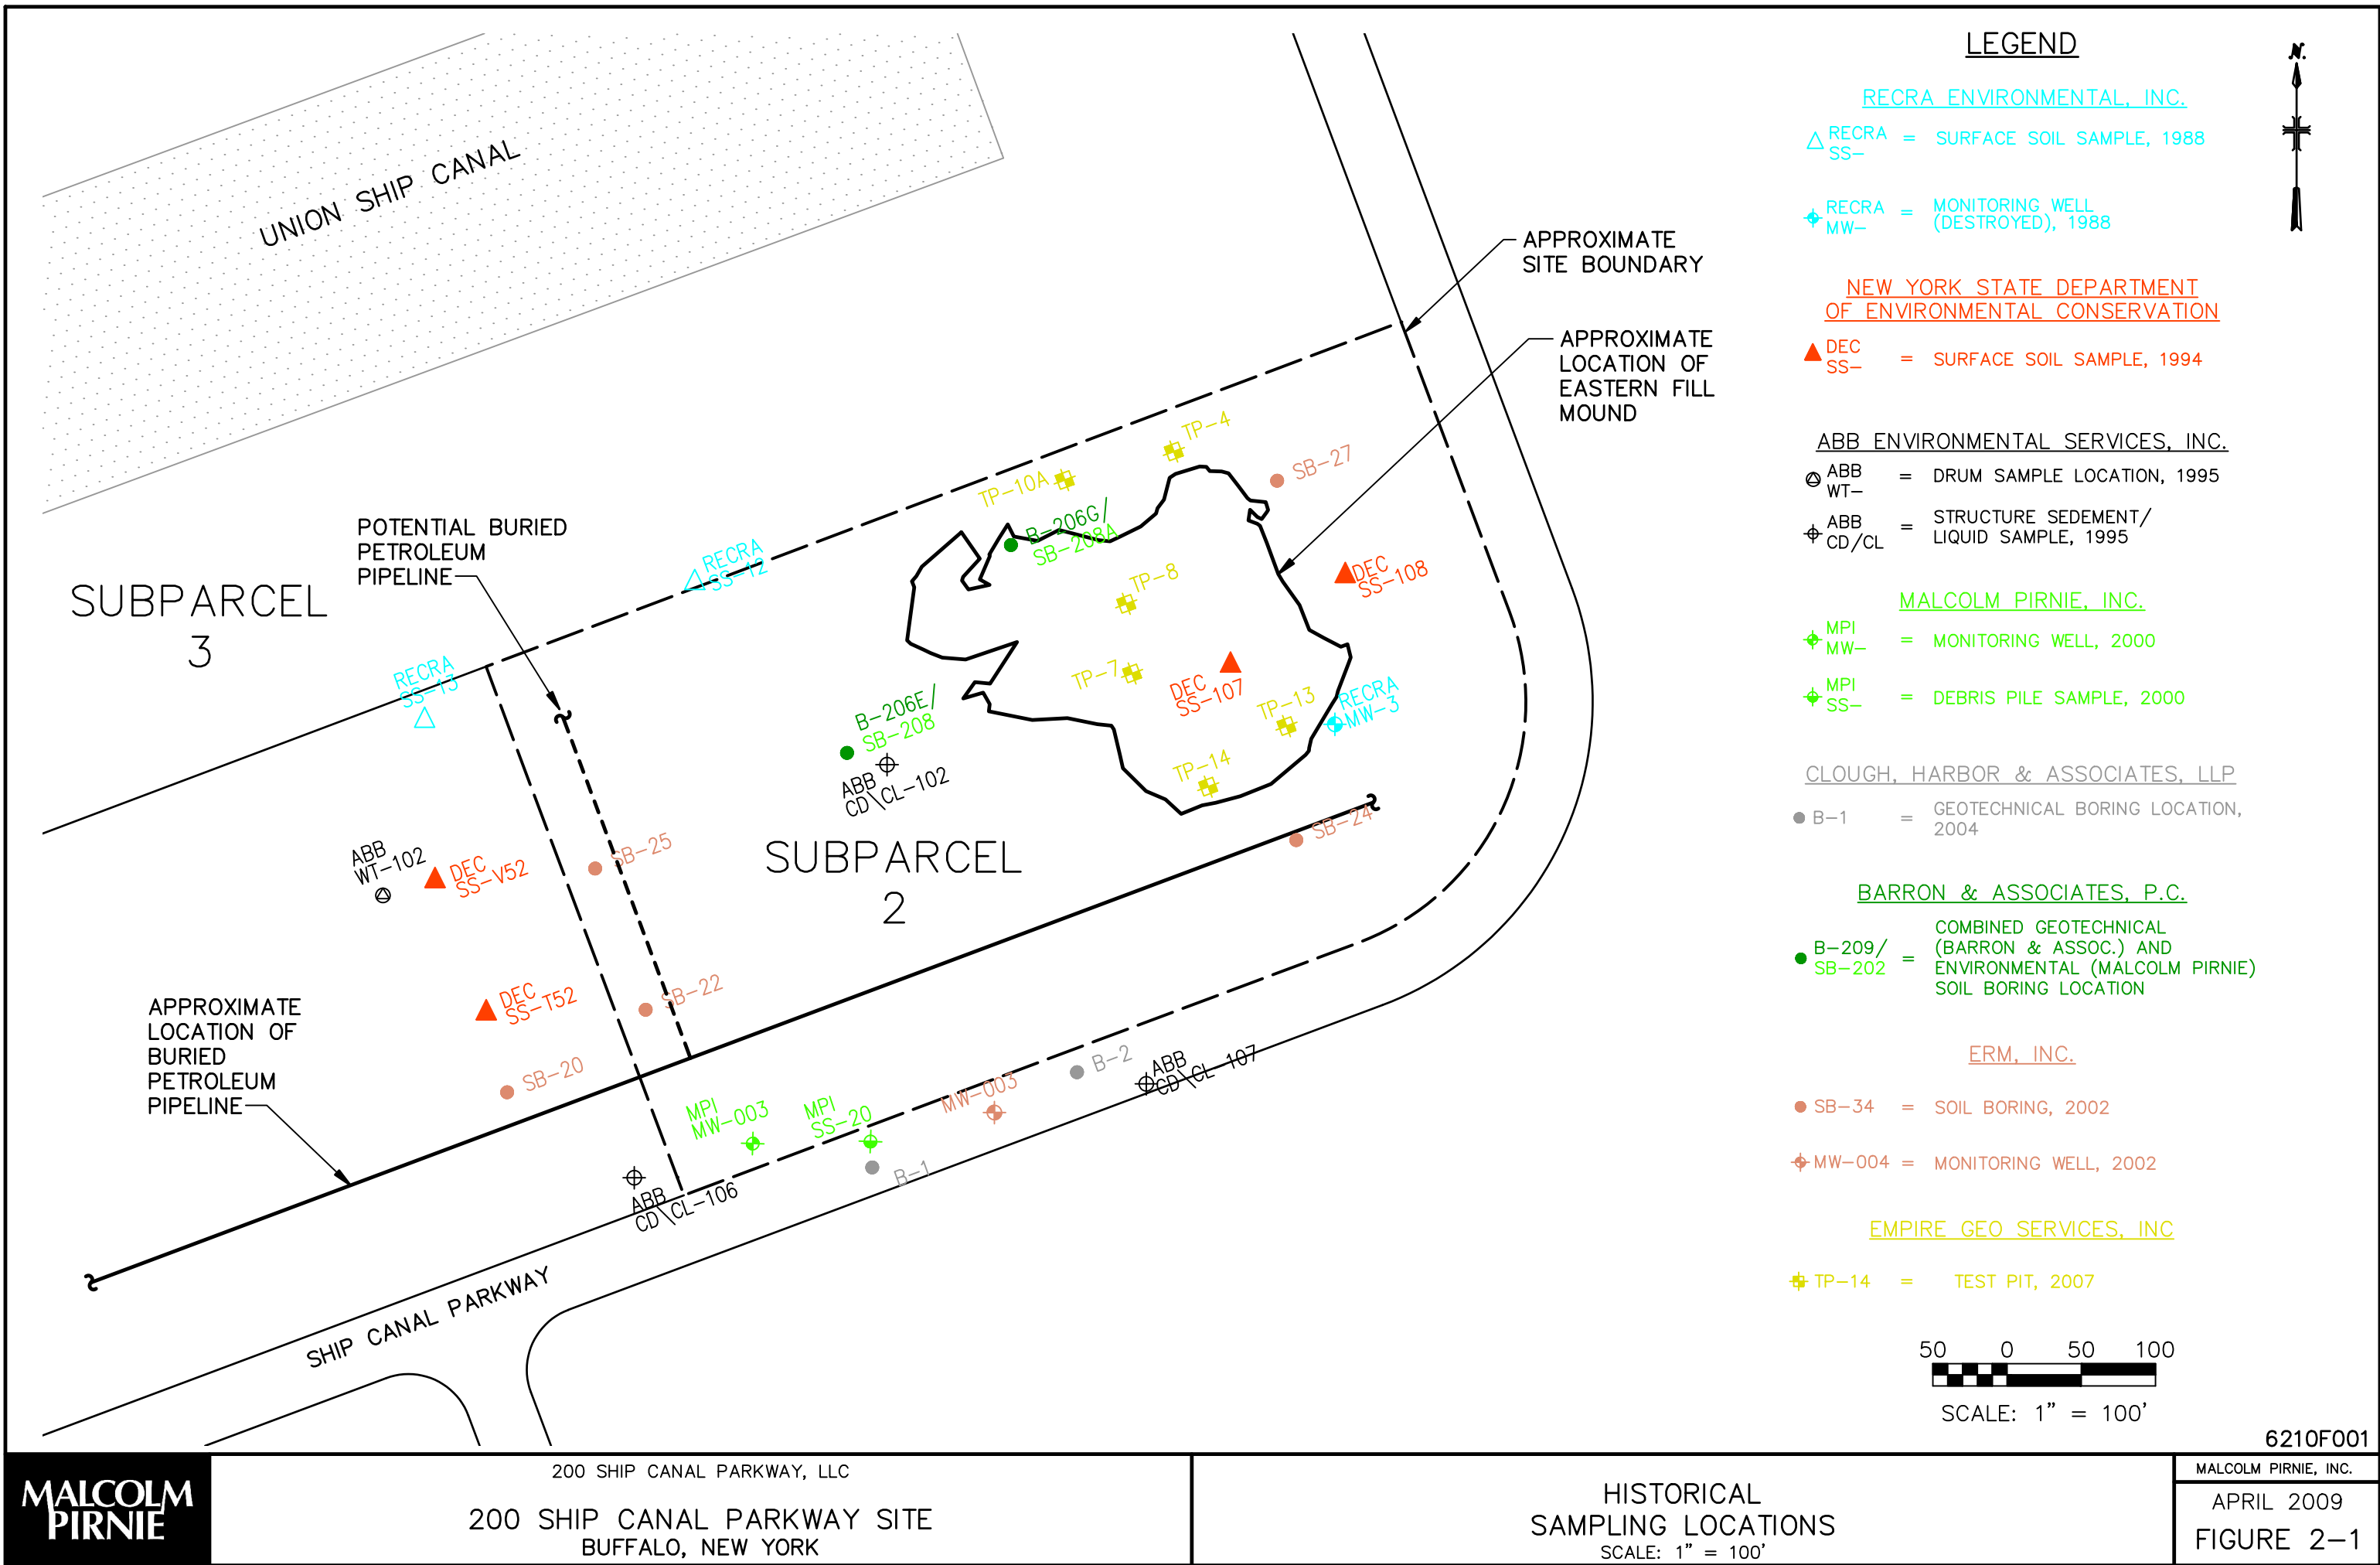 UNION SHIP CANAL
SUBPARCEL
3
POTENTIAL BURIED
PETROLEUM
PIPELINE
APPROXIMATE
SITE BOUNDARY
APPROXIMATE
LOCATION OF
EASTERN FILL
MOUND
TP-4
TP-10A
SB-27
B-206G/
SB-208A
RECRA
SS-12
TP-8
DEC
SS-108
RECRA
SS-13
TP-7
DEC
SS-107
TP-13
RECRA
MW-3
B-206E/
SB-208
ABB
CD\CL-102
TP-14
SB-24
ABB
WT-102
DEC
SS-V52
SB-25
SUBPARCEL
2
DEC
SS-T52
SB-22
APPROXIMATE
LOCATION OF
BURIED
PETROLEUM
PIPELINE
SB-20
MPI
MW-003
MPI
SS-20
MW-003
B-2
ABB
CD\CL-107
B-1
ABB
CD\CL-106
SHIP CANAL PARKWAY
LEGEND
N.
RECRA ENVIRONMENTAL, INC.
RECRA
SS-
= SURFACE SOIL SAMPLE, 1988
RECRA
MW-
= MONITORING WELL
(DESTROYED), 1988
NEW YORK STATE DEPARTMENT
OF ENVIRONMENTAL CONSERVATION
DEC
SS-
= SURFACE SOIL SAMPLE, 1994
ABB ENVIRONMENTAL SERVICES, INC.
ABB
WT-
= DRUM SAMPLE LOCATION, 1995
ABB
CD/CL
= STRUCTURE SEDEMENT/
LIQUID SAMPLE, 1995
MALCOLM PIRNIE, INC.
MPI
MW-
= MONITORING WELL, 2000
MPI
SS-
= DEBRIS PILE SAMPLE, 2000
CLOUGH, HARBOR & ASSOCIATES, LLP
B-1 = GEOTECHNICAL BORING LOCATION,
2004
BARRON & ASSOCIATES, P.C.
B-209/
SB-202
= COMBINED GEOTECHNICAL
(BARRON & ASSOC.) AND
ENVIRONMENTAL (MALCOLM PIRNIE)
SOIL BORING LOCATION
ERM, INC.
SB-34 = SOIL BORING, 2002
MW-004 = MONITORING WELL, 2002
EMPIRE GEO SERVICES, INC
TP-14 = TEST PIT, 2007
50 0 50 100
SCALE: 1" = 100'
6210F001
MALCOLM
PIRNIE
200 SHIP CANAL PARKWAY, LLC
200 SHIP CANAL PARKWAY SITE
BUFFALO, NEW YORK
HISTORICAL
SAMPLING LOCATIONS
SCALE: 1" = 100'
MALCOLM PIRNIE, INC.
APRIL 2009
FIGURE 2-1